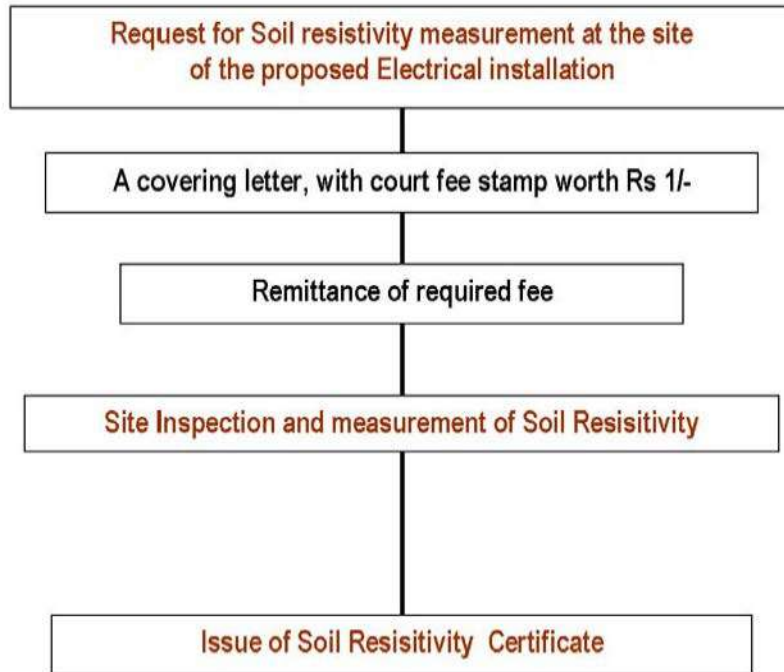 Request for Soil resistivity measurement at the site
of the proposed Electrical installation
A covering letter, with court fee stamp worth Rs 1/-
Remittance of required fee
Site Inspection and measurement of Soil Resisitivity
Issue of Soil Resisitivity Certificate